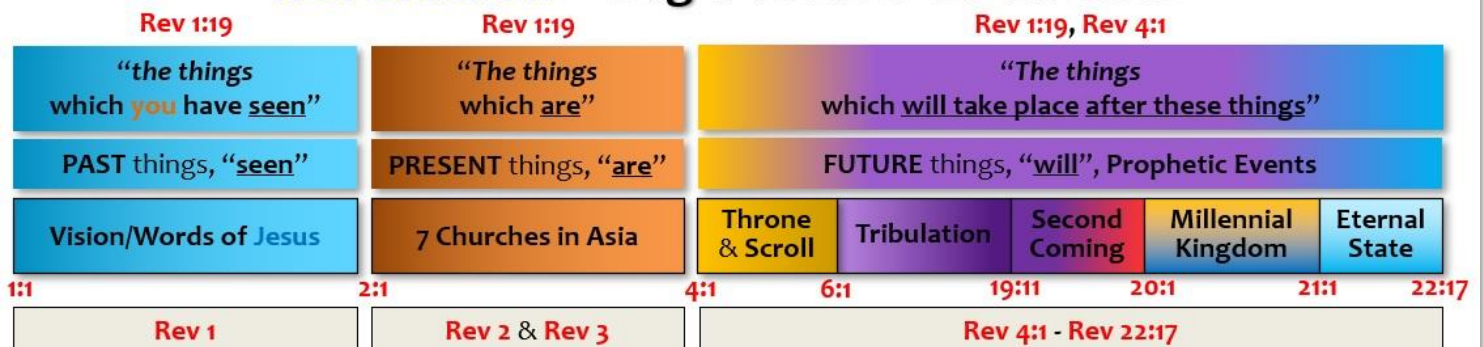 Rev 1:19
Rev 1:19
Rev 1:19, Rev 4:1
“the things
which you have seen”
“The things
which are”
“The things
which will take place after these things”
PAST things, “seen”
PRESENT things, “are”
FUTURE things, “will”, Prophetic Events
Vision/Words of Jesus
7 Churches in Asia
Throne
& Scroll
Tribulation
Second
Coming
Millennial
Kingdom
Eternal
State
1:1
2:1
4:1
6:1
19:11
20:1
21:1
22:17
Rev 1
Rev 2 & Rev 3
Rev 4:1 - Rev 22:17